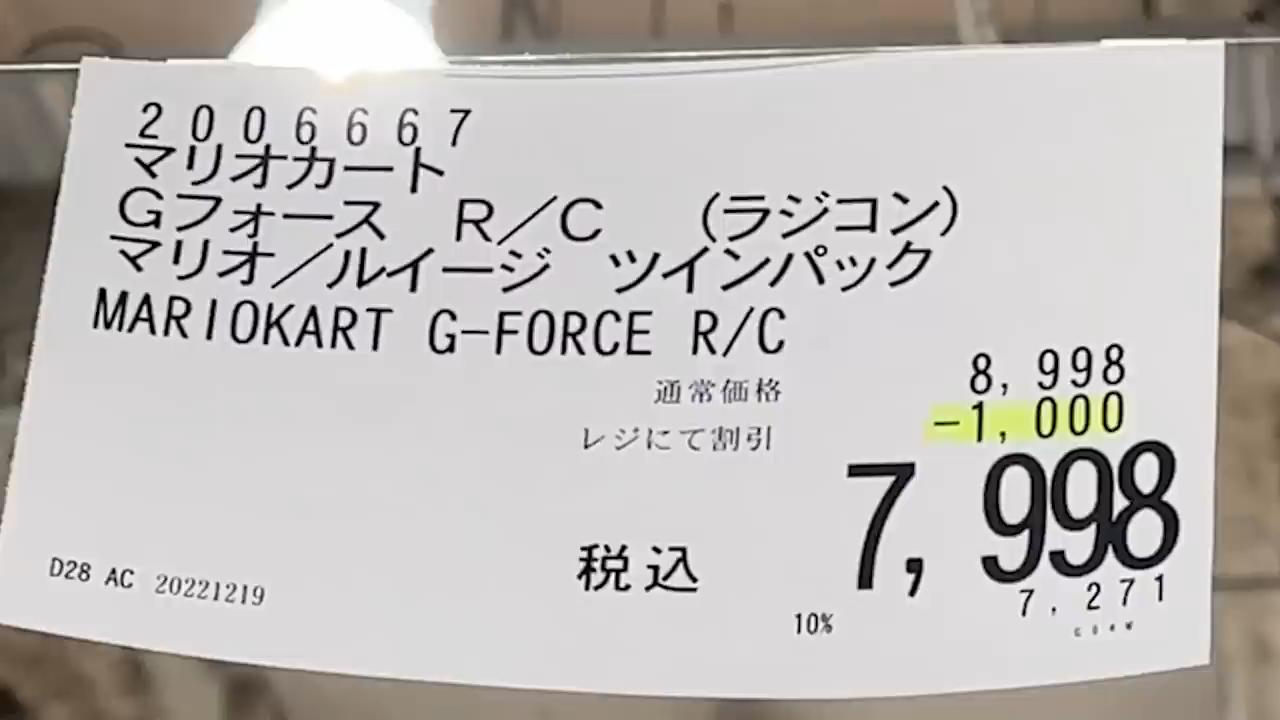 2006667
マリオカート
Gフォース R/C (ラジコン)
マリオ/ルイージ ツインパック
MARIOKART G-FORCE R/C
通常価格 8,998
レジにて割引 -1,000
税込 7,998
10% 7,271
D28 AC 20221219